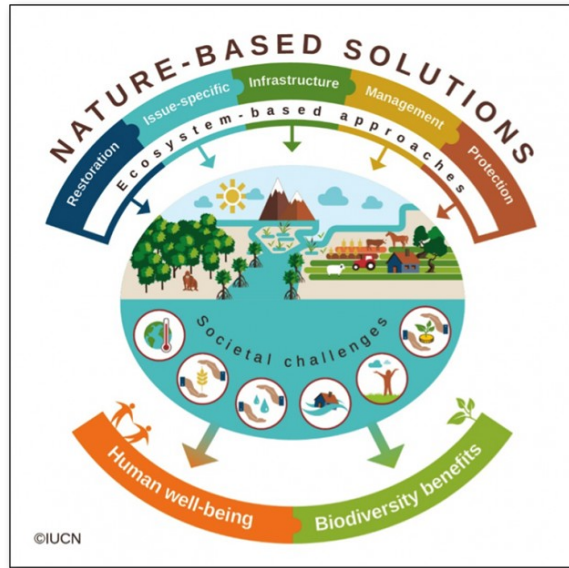 NATURE-BASED SOLUTIONS
Restoration
Issue-specific
Infrastructure
Management
Protection
Ecosystem-based approaches
Societal challenges
Human well-being
Biodiversity benefits
©IUCN